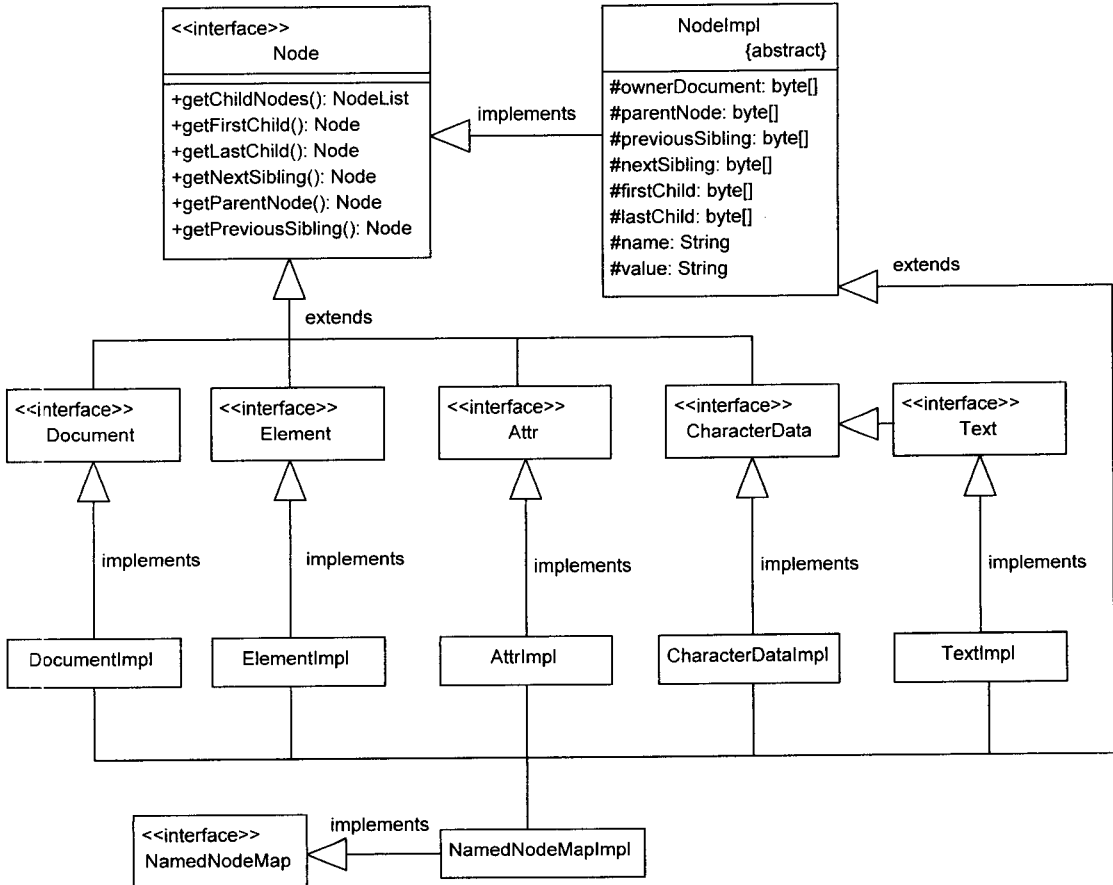 <<interface>>
Node
+getChildNodes(): NodeList
+getFirstChild(): Node
+getLastChild(): Node
+getNextSibling(): Node
+getParentNode(): Node
+getPreviousSibling(): Node
implements
NodeImpl
{abstract}
#ownerDocument: byte[]
#parentNode: byte[]
#previousSibling: byte[]
#nextSibling: byte[]
#firstChild: byte[]
#lastChild: byte[]
#name: String
#value: String
extends
extends
<<interface>>
Document
<<interface>>
Element
<<interface>>
Attr
<<interface>>
CharacterData
<<interface>>
Text
implements
implements
implements
implements
implements
DocumentImpl
ElementImpl
AttrImpl
CharacterDataImpl
TextImpl
<<interface>>
NamedNodeMap
implements
NamedNodeMapImpl